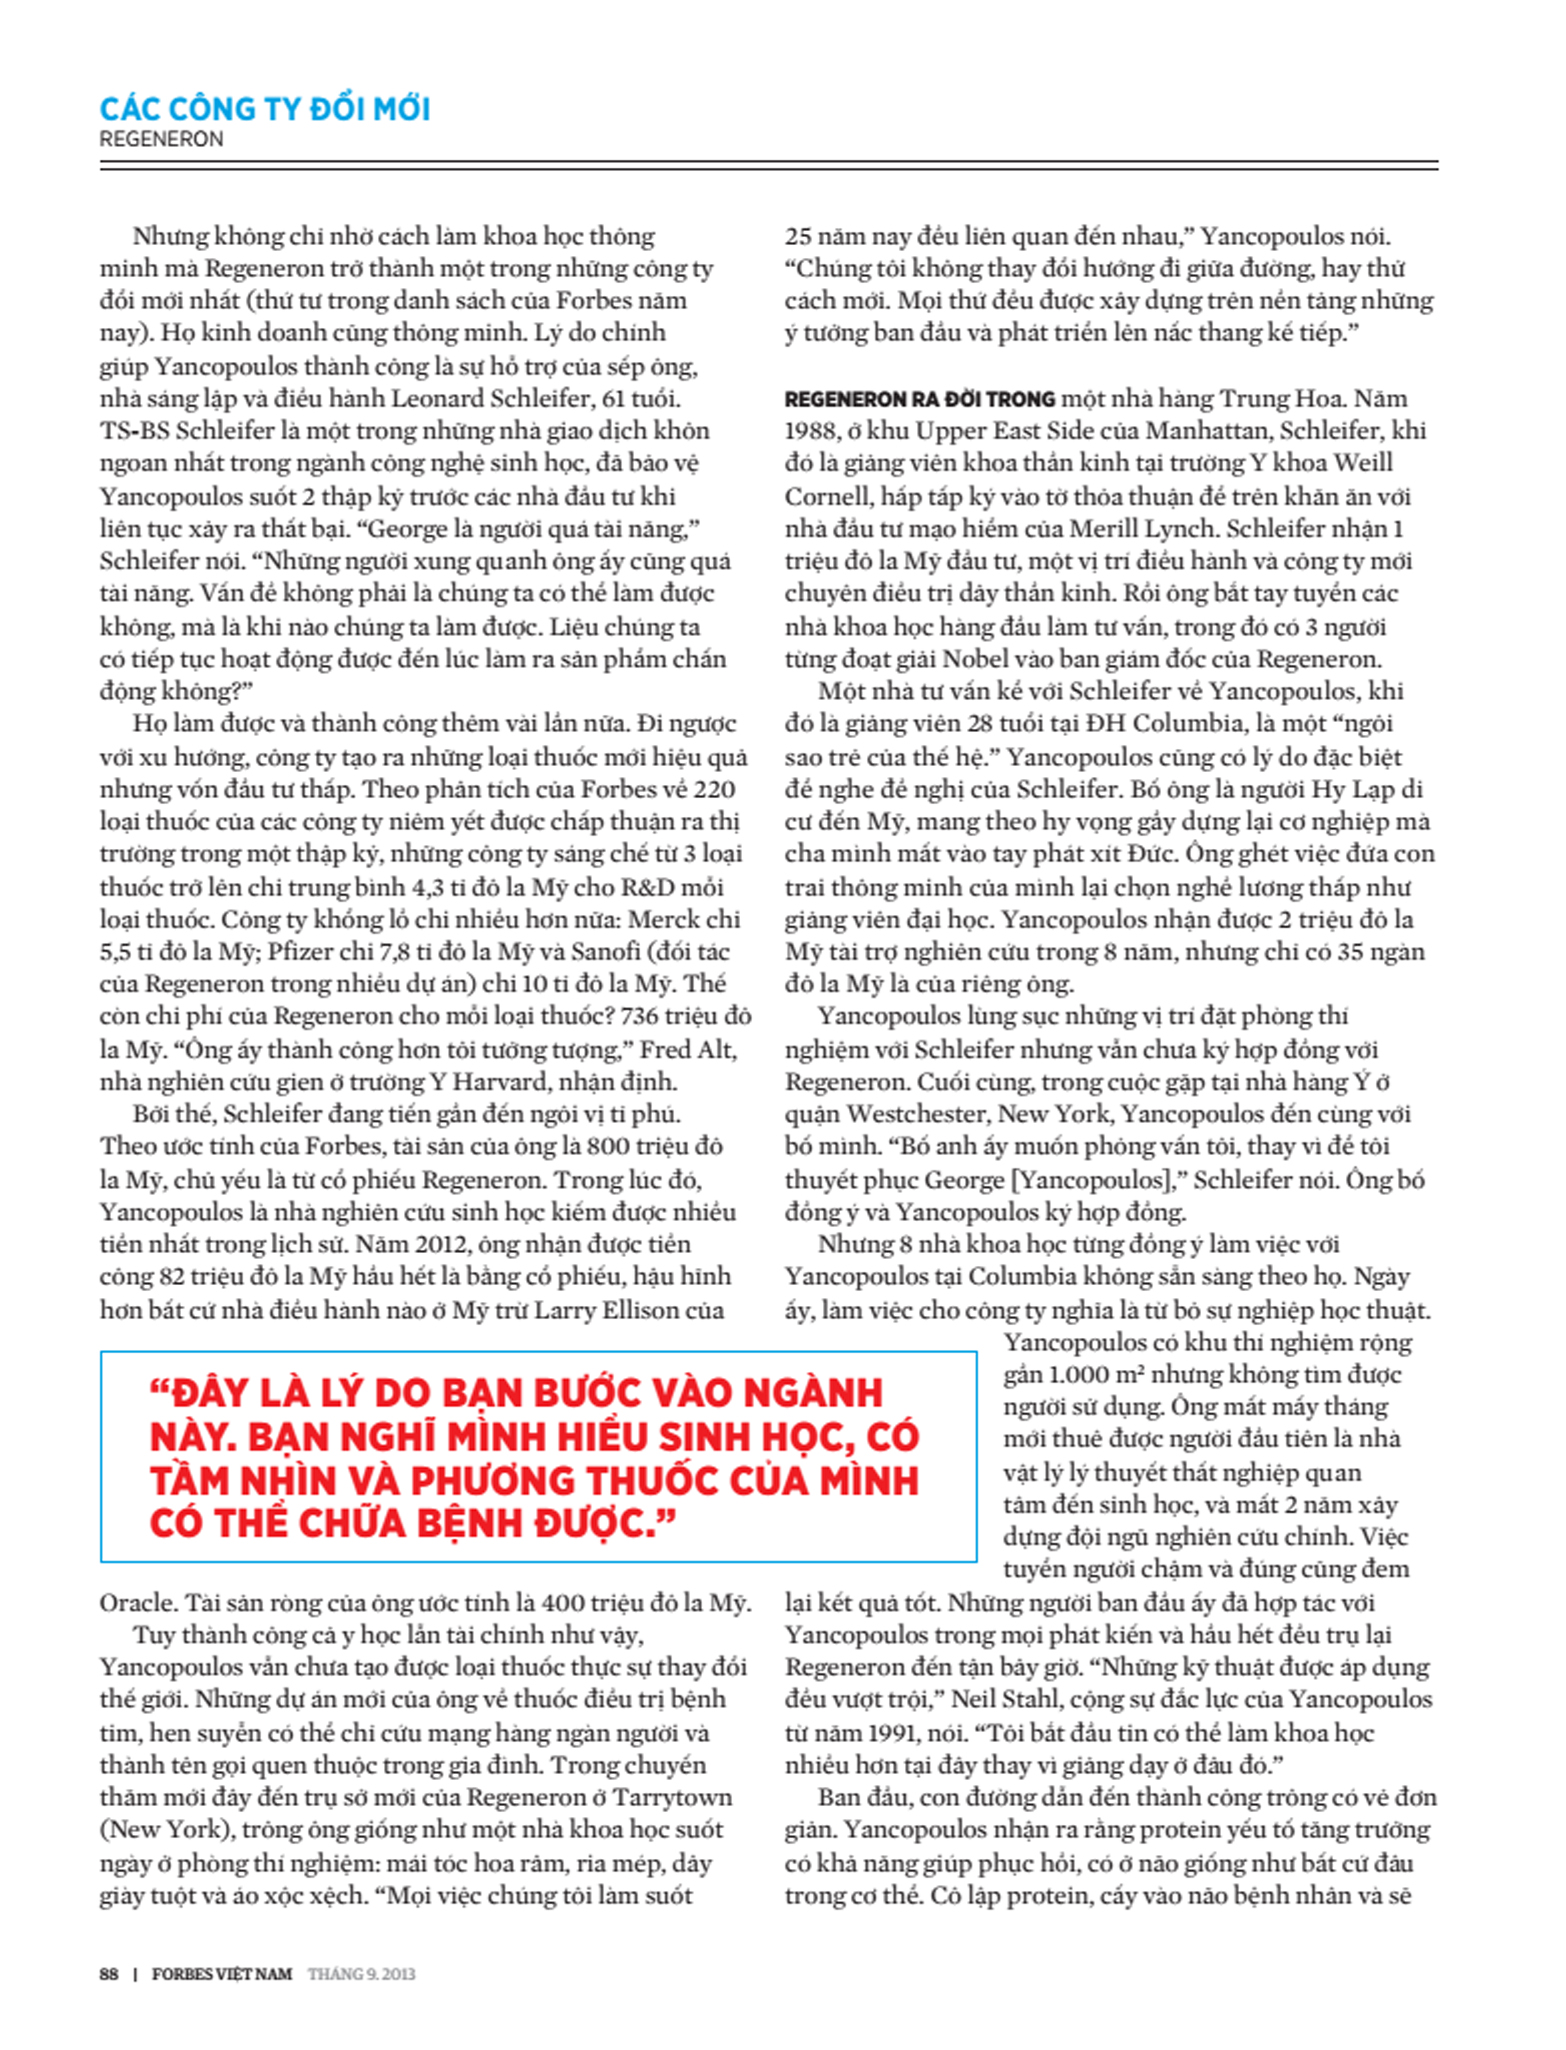 CÁC CÔNG TY ĐỔI MỚI
REGENERON
Nhưng không chỉ nhờ cách làm khoa học thông
minh mà Regeneron trở thành một trong những công ty
đổi mới nhất (thứ tư trong danh sách của Forbes năm
nay). Họ kinh doanh cũng thông minh. Lý do chính
giúp Yancopoulos thành công là sự hỗ trợ của sếp ông,
nhà sáng lập và điều hành Leonard Schleifer, 61 tuổi.
TS-BS Schleifer là một trong những nhà giao dịch khôn
ngoan nhất trong ngành công nghệ sinh học, đã bảo vệ
Yancopoulos suốt 2 thập kỷ trước các nhà đầu tư khi
liên tục xảy ra thất bại. “George là người quá tài năng,”
Schleifer nói. “Những người xung quanh ông ấy cũng quá
tài năng. Vấn đề không phải là chúng ta có thể làm được
không, mà là khi nào chúng ta làm được. Liệu chúng ta
có tiếp tục hoạt động được đến lúc làm ra sản phẩm chấn
động không?”
Họ làm được và thành công thêm vài lần nữa. Đi ngược
với xu hướng, công ty tạo ra những loại thuốc mới hiệu quả
nhưng vốn đầu tư thấp. Theo phân tích của Forbes về 220
loại thuốc của các công ty niêm yết được chấp thuận ra thị
trường trong một thập kỷ, những công ty sáng chế từ 3 loại
thuốc trở lên chi trung bình 4,3 tỉ đô la Mỹ cho R&D mỗi
loại thuốc. Công ty khổng lồ chi nhiều hơn nữa: Merck chi
5,5 tỉ đô la Mỹ; Pfizer chi 7,8 tỉ đô la Mỹ và Sanofi (đối tác
của Regeneron trong nhiều dự án) chi 10 tỉ đô la Mỹ. Thế
còn chi phí của Regeneron cho mỗi loại thuốc? 736 triệu đô
la Mỹ. “Ông ấy thành công hơn tôi tưởng tượng,” Fred Alt,
nhà nghiên cứu gien ở trường Y Harvard, nhận định.
Bởi thế, Schleifer đang tiến gần đến ngôi vị tỉ phú.
Theo ước tính của Forbes, tài sản của ông là 800 triệu đô
la Mỹ, chủ yếu là từ cổ phiếu Regeneron. Trong lúc đó,
Yancopoulos là nhà nghiên cứu sinh học kiếm được nhiều
tiền nhất trong lịch sử. Năm 2012, ông nhận được tiền
công 82 triệu đô la Mỹ hầu hết là bằng cổ phiếu, hậu hĩnh
hơn bất cứ nhà điều hành nào ở Mỹ trừ Larry Ellison của
“ĐÂY LÀ LÝ DO BẠN BƯỚC VÀO NGÀNH
NÀY. BẠN NGHĨ MÌNH HIỂU SINH HỌC, CÓ
TẦM NHÌN VÀ PHƯƠNG THUỐC CỦA MÌNH
CÓ THỂ CHỮA BỆNH ĐƯỢC.”
Oracle. Tài sản ròng của ông ước tính là 400 triệu đô la Mỹ.
Tuy thành công cả y học lẫn tài chính như vậy,
Yancopoulos vẫn chưa tạo được loại thuốc thực sự thay đổi
thế giới. Những dự án mới của ông về thuốc điều trị bệnh
tim, hen suyễn có thể chỉ cứu mạng hàng ngàn người và
thành tên gọi quen thuộc trong gia đình. Trong chuyến
thăm mới đây đến trụ sở mới của Regeneron ở Tarrytown
(New York), trông ông giống như một nhà khoa học suốt
ngày ở phòng thí nghiệm: mái tóc hoa râm, ria mép, dây
giày tuột và áo xộc xệch. “Mọi việc chúng tôi làm suốt
25 năm nay đều liên quan đến nhau,” Yancopoulos nói.
“Chúng tôi không thay đổi hướng đi giữa đường, hay thử
cách mới. Mọi thứ đều được xây dựng trên nền tảng những
ý tưởng ban đầu và phát triển lên nấc thang kế tiếp.”
REGENERON RA ĐỜI TRONG một nhà hàng Trung Hoa. Năm
1988, ở khu Upper East Side của Manhattan, Schleifer, khi
đó là giảng viên khoa thần kinh tại trường Y khoa Weill
Cornell, hấp tấp ký vào tờ thỏa thuận để trên khăn ăn với
nhà đầu tư mạo hiểm của Merill Lynch. Schleifer nhận 1
triệu đô la Mỹ đầu tư, một vị trí điều hành và công ty mới
chuyên điều trị dây thần kinh. Rồi ông bắt tay tuyển các
nhà khoa học hàng đầu làm tư vấn, trong đó có 3 người
từng đoạt giải Nobel vào ban giám đốc của Regeneron.
Một nhà tư vấn kể với Schleifer về Yancopoulos, khi
đó là giảng viên 28 tuổi tại ĐH Columbia, là một “ngôi
sao trẻ của thế hệ.” Yancopoulos cũng có lý do đặc biệt
để nghe đề nghị của Schleifer. Bố ông là người Hy Lạp di
cư đến Mỹ, mang theo hy vọng gầy dựng lại cơ nghiệp mà
cha mình mất vào tay phát xít Đức. Ông ghét việc đứa con
trai thông minh của mình lại chọn nghề lương thấp như
giảng viên đại học. Yancopoulos nhận được 2 triệu đô la
Mỹ tài trợ nghiên cứu trong 8 năm, nhưng chỉ có 35 ngàn
đô la Mỹ là của riêng ông.
Yancopoulos lùng sục những vị trí đặt phòng thí
nghiệm với Schleifer nhưng vẫn chưa ký hợp đồng với
Regeneron. Cuối cùng, trong cuộc gặp tại nhà hàng Ý ở
quận Westchester, New York, Yancopoulos đến cùng với
bố mình. “Bố anh ấy muốn phỏng vấn tôi, thay vì để tôi
thuyết phục George [Yancopoulos],” Schleifer nói. Ông bố
đồng ý và Yancopoulos ký hợp đồng.
Nhưng 8 nhà khoa học từng đồng ý làm việc với
Yancopoulos tại Columbia không sẵn sàng theo họ. Ngày
ấy, làm việc cho công ty nghĩa là từ bỏ sự nghiệp học thuật.
Yancopoulos có khu thí nghiệm rộng
gần 1.000 m² nhưng không tìm được
người sử dụng. Ông mất mấy tháng
mới thuê được người đầu tiên là nhà
vật lý lý thuyết thất nghiệp quan
tâm đến sinh học, và mất 2 năm xây
dựng đội ngũ nghiên cứu chính. Việc
tuyển người chậm và đúng cũng đem
lại kết quả tốt. Những người ban đầu ấy đã hợp tác với
Yancopoulos trong mọi phát kiến và hầu hết đều trụ lại
Regeneron đến tận bây giờ. “Những kỹ thuật được áp dụng
đều vượt trội,” Neil Stahl, cộng sự đắc lực của Yancopoulos
từ năm 1991, nói. “Tôi bắt đầu tin có thể làm khoa học
nhiều hơn tại đây thay vì giảng dạy ở đâu đó.”
Ban đầu, con đường dẫn đến thành công trông có vẻ đơn
giản. Yancopoulos nhận ra rằng protein yếu tố tăng trưởng
có khả năng giúp phục hồi, có ở não giống như bất cứ đâu
trong cơ thể. Cô lập protein, cấy vào não bệnh nhân và sẽ
88 | FORBES VIỆT NAM THÁNG 9. 2013